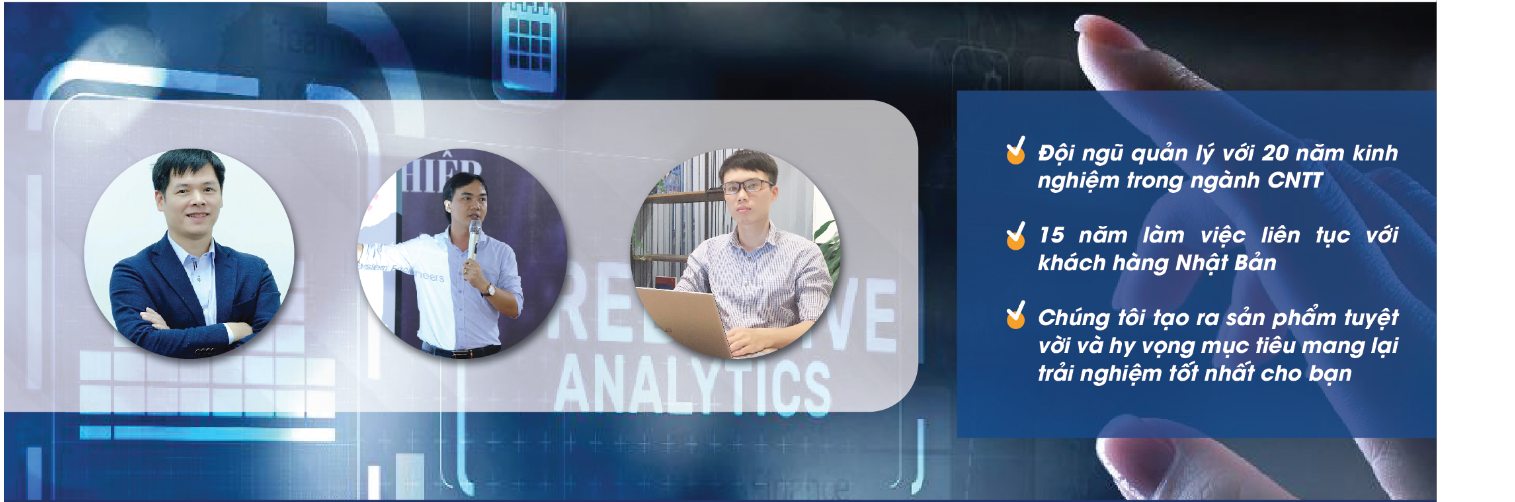 HIỆP
Engineers
ANALYTICS
Đội ngũ quản lý với 20 năm kinh
nghiệm trong ngành CNTT
15 năm làm việc liên tục với
khách hàng Nhật Bản
Chúng tôi tạo ra sản phẩm tuyệt
vời và hy vọng mục tiêu mang lại
trải nghiệm tốt nhất cho bạn